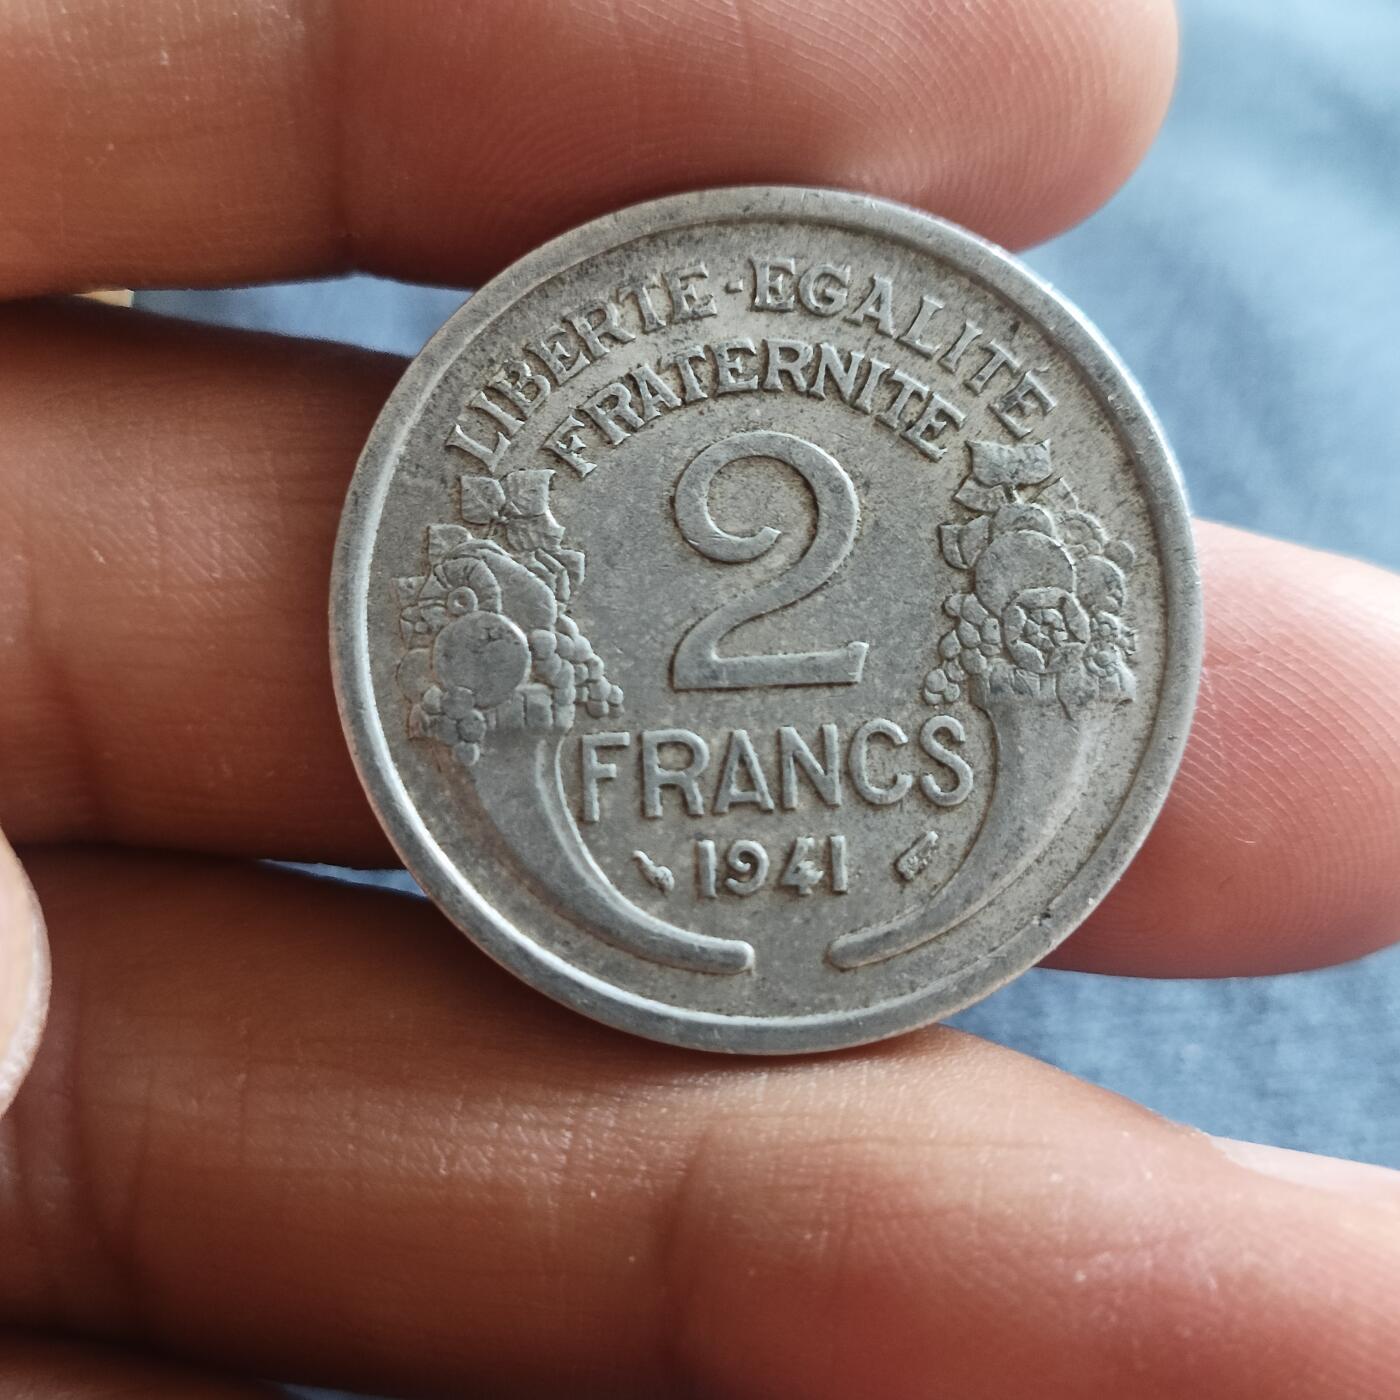 LIBERTE·EGALITE
FRATERNITE
2
FRANCS
1941